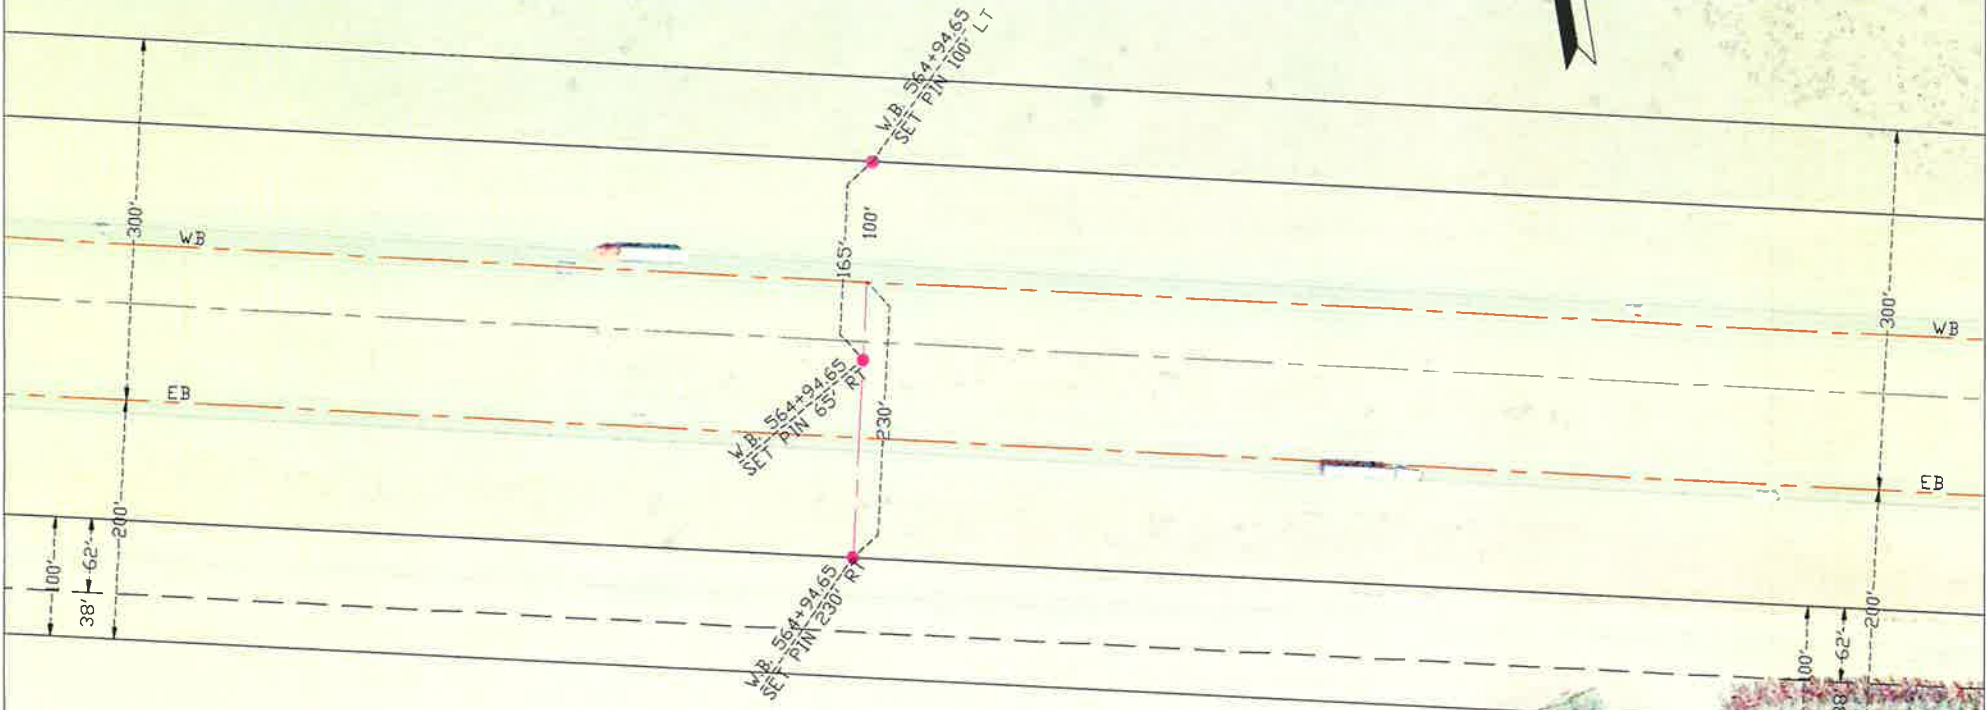 W.B. 564+94.65
SET PIN 100' LT
300'
WB
165'
100'
300'
WB
EB
W.B. 564+94.65
SET PIN 65' RT
230'
EB
100'
62'
38'
200'
W.B. 564+94.65
SET PIN 230' RT
100'
62'
200'